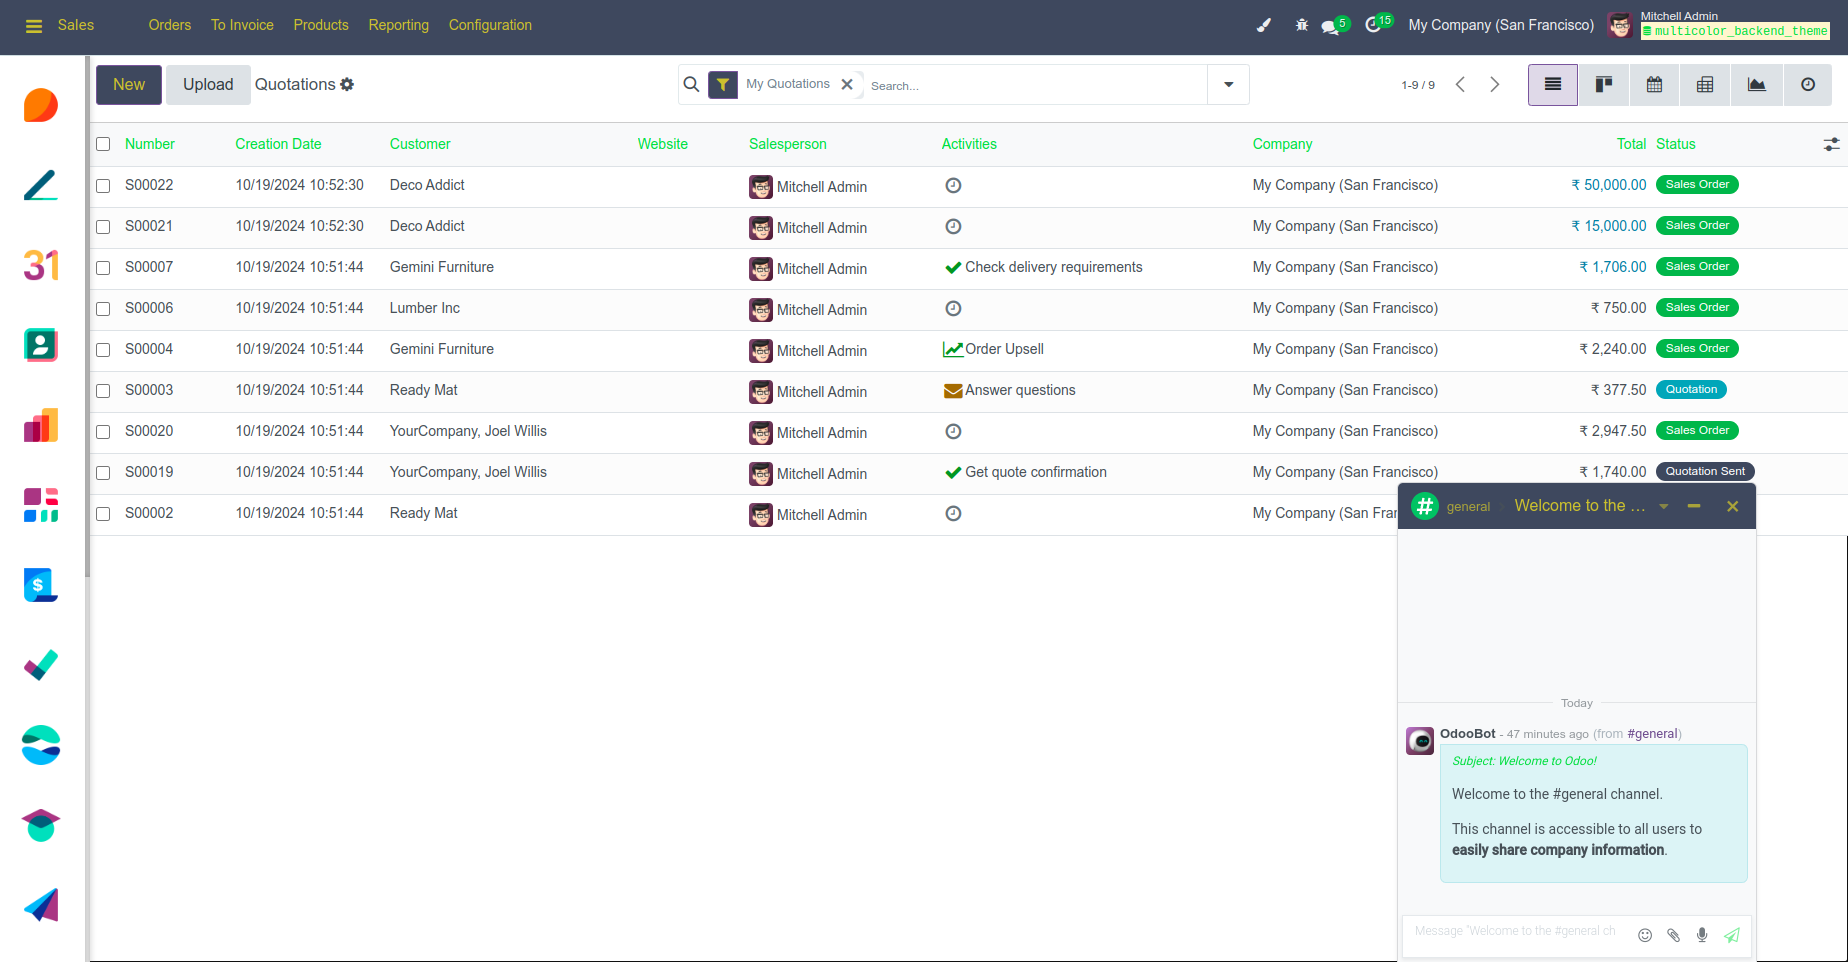 Sales Orders To Invoice Products Reporting Configuration 5 15 My Company (San Francisco) Mitchell Admin
multicolor_backend_theme
New Upload Quotations My Quotations Search... 1-9 / 9
31
$
Number Creation Date Customer Website Salesperson Activities Company Total Status
S00022 10/19/2024 10:52:30 Deco Addict Mitchell Admin My Company (San Francisco) ₹ 50,000.00 Sales Order
S00021 10/19/2024 10:52:30 Deco Addict Mitchell Admin My Company (San Francisco) ₹ 15,000.00 Sales Order
S00007 10/19/2024 10:51:44 Gemini Furniture Mitchell Admin Check delivery requirements My Company (San Francisco) ₹ 1,706.00 Sales Order
S00006 10/19/2024 10:51:44 Lumber Inc Mitchell Admin My Company (San Francisco) ₹ 750.00 Sales Order
S00004 10/19/2024 10:51:44 Gemini Furniture Mitchell Admin Order Upsell My Company (San Francisco) ₹ 2,240.00 Sales Order
S00003 10/19/2024 10:51:44 Ready Mat Mitchell Admin Answer questions My Company (San Francisco) ₹ 377.50 Quotation
S00020 10/19/2024 10:51:44 YourCompany, Joel Willis Mitchell Admin My Company (San Francisco) ₹ 2,947.50 Sales Order
S00019 10/19/2024 10:51:44 YourCompany, Joel Willis Mitchell Admin Get quote confirmation My Company (San Francisco) ₹ 1,740.00 Quotation Sent
S00002 10/19/2024 10:51:44 Ready Mat Mitchell Admin My Company (San Fran
# general Welcome to the ...
Today
OdooBot - 47 minutes ago (from #general)
Subject: Welcome to Odoo!
Welcome to the #general channel.
This channel is accessible to all users to
easily share company information.
Message "Welcome to the #general ch